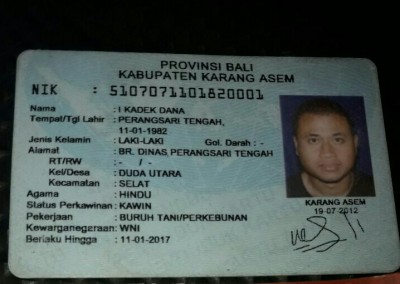 PROVINSI BALI
KABUPATEN KARANG ASEM
NIK : 5107071101820001
Nama : I KADEK DANA
Tempat/Tgl Lahir : PERANGSARI TENGAH,
11-01-1982
Jenis Kelamin : LAKI-LAKI Gol. Darah : -
Alamat : BR. DINAS PERANGSARI TENGAH
RT/RW : - / -
Kel/Desa : DUDA UTARA
Kecamatan : SELAT
Agama : HINDU
Status Perkawinan : KAWIN
Pekerjaan : BURUH TANI/PERKEBUNAN
Kewarganegaraan: WNI
Berlaku Hingga : 11-01-2017
KARANG ASEM
19-07-2012